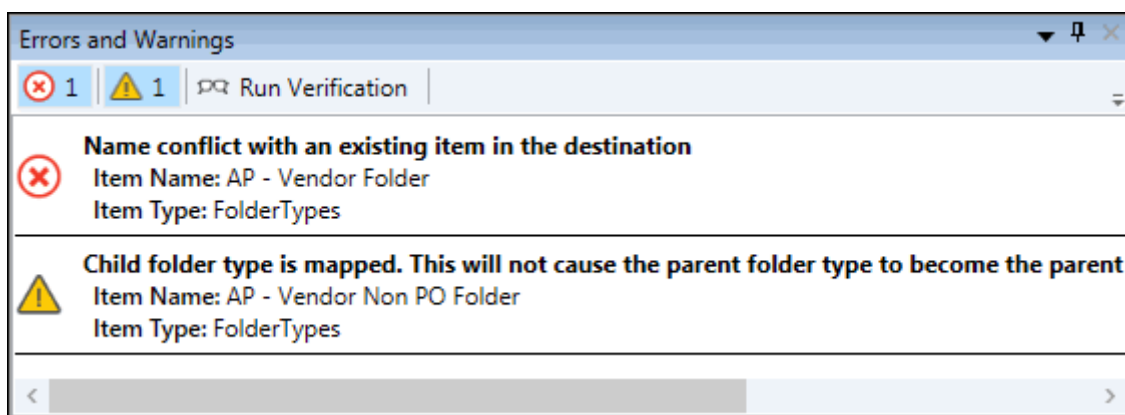 Errors and Warnings
1 1 Run Verification
Name conflict with an existing item in the destination
Item Name: AP - Vendor Folder
Item Type: FolderTypes
Child folder type is mapped. This will not cause the parent folder type to become the parent
Item Name: AP - Vendor Non PO Folder
Item Type: FolderTypes